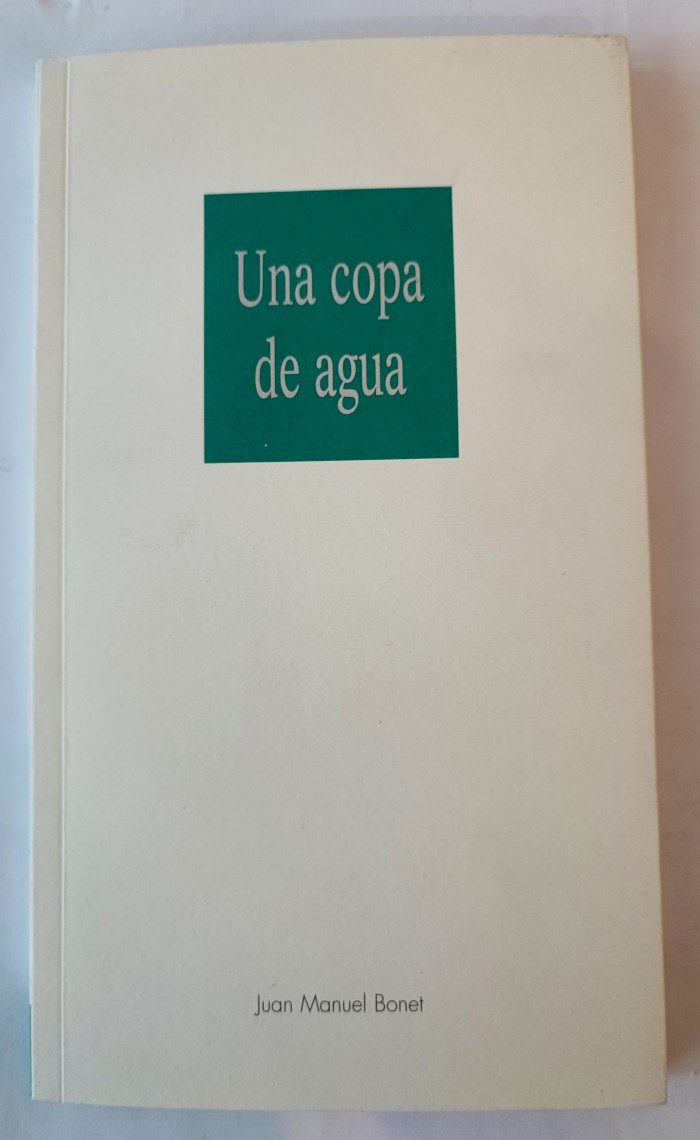 Una copa
de agua
Juan Manuel Bonet